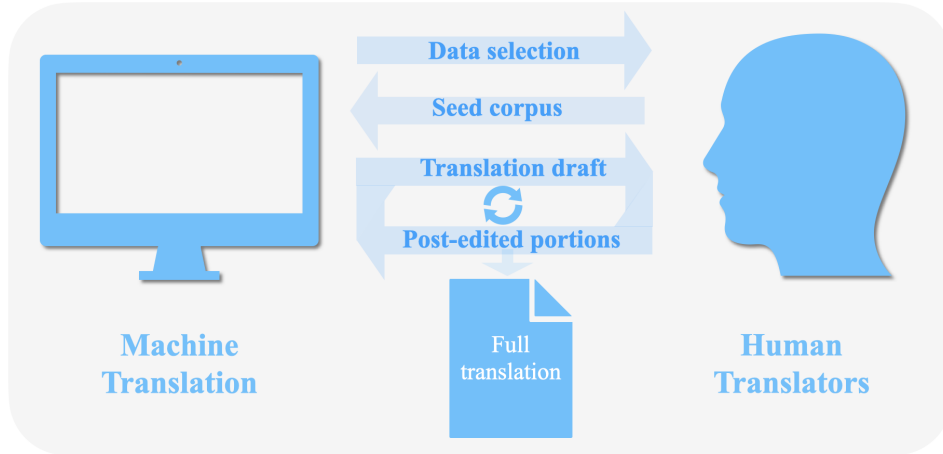 Data selection
Seed corpus
Translation draft
Post-edited portions
Full
translation
Machine
Translation
Human
Translators